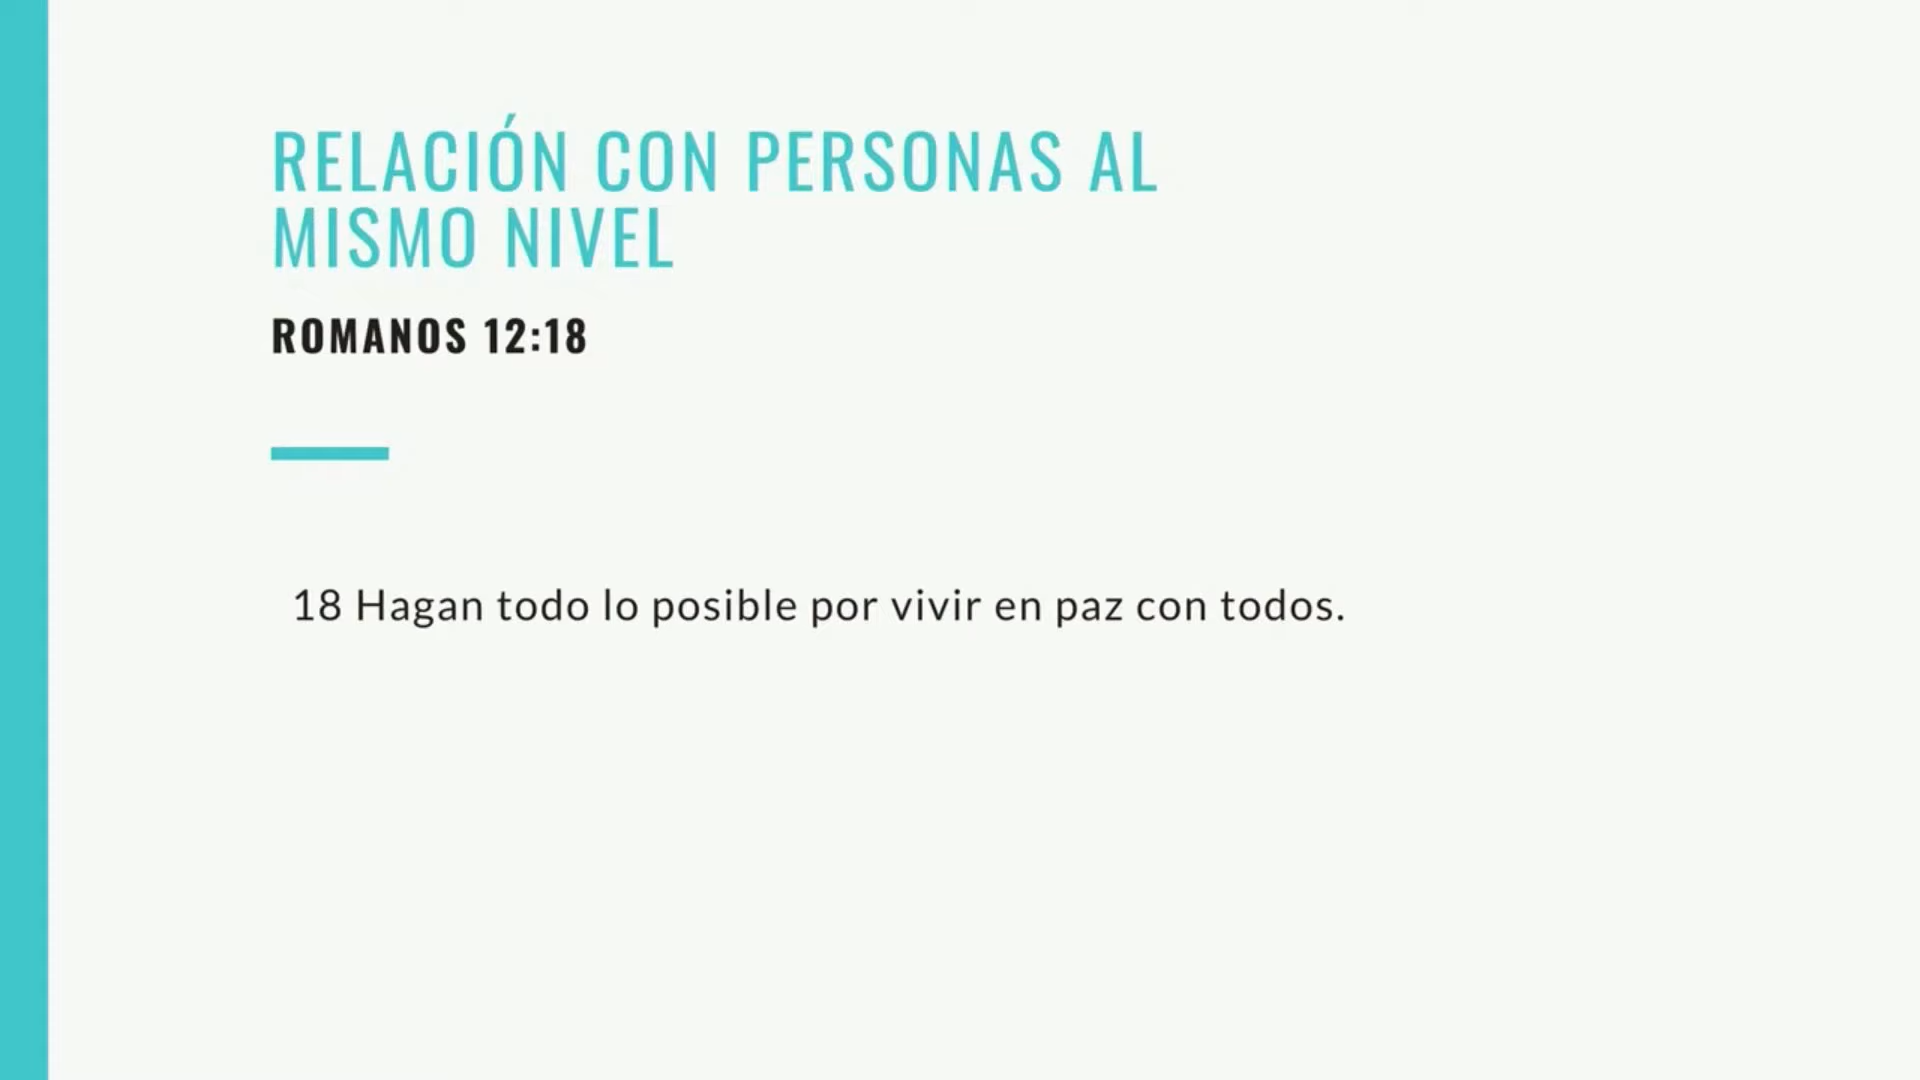 RELACIÓN CON PERSONAS AL
MISMO NIVEL
ROMANOS 12:18
18 Hagan todo lo posible por vivir en paz con todos.